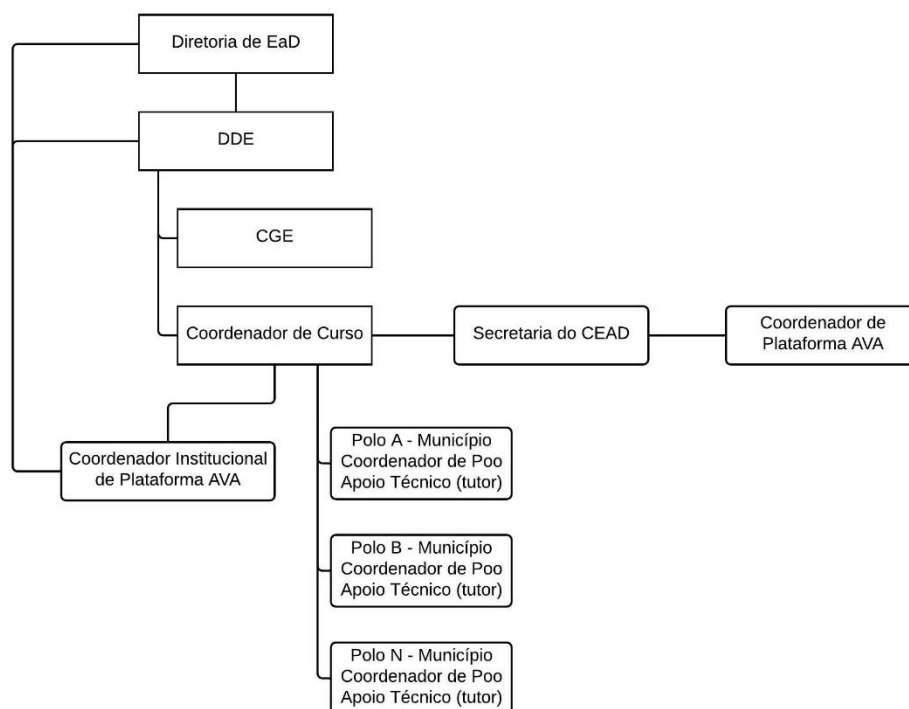 Diretoria de EaD
DDE
CGE
Coordenador de Curso
Secretaria do CEAD
Coordenador de
Plataforma AVA
Coordenador Institucional
de Plataforma AVA
Polo A - Município
Coordenador de Poo
Apoio Técnico (tutor)
Polo B - Município
Coordenador de Poo
Apoio Técnico (tutor)
Polo N - Município
Coordenador de Poo
Apoio Técnico (tutor)